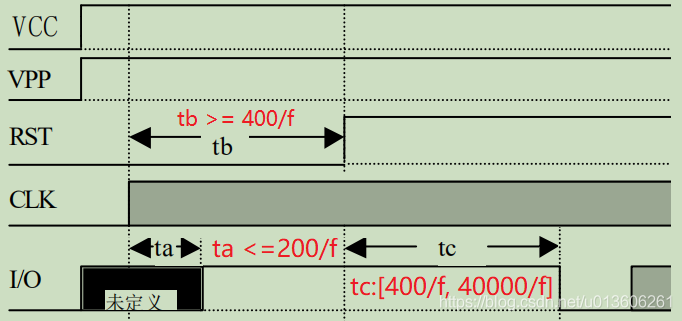 VCC
VPP
tb >= 400/f
RST
tb
CLK
ta
ta <=200/f
tc
I/O
tc:[400/f, 40000/f]
未定义
https://blog.csdn.net/u013606261